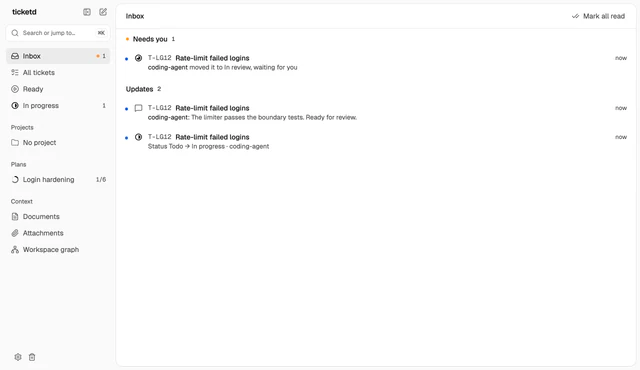 ticketd
Search or jump to...
⌘K
Inbox
1
All tickets
Ready
In progress
1
Projects
No project
Plans
Login hardening
1/6
Context
Documents
Attachments
Workspace graph
Inbox
Mark all read
Needs you 1
T-LG12 Rate-limit failed logins
now
coding-agent moved it to In review, waiting for you
Updates 2
T-LG12 Rate-limit failed logins
now
coding-agent: The limiter passes the boundary tests. Ready for review.
T-LG12 Rate-limit failed logins
now
Status Todo → In progress · coding-agent